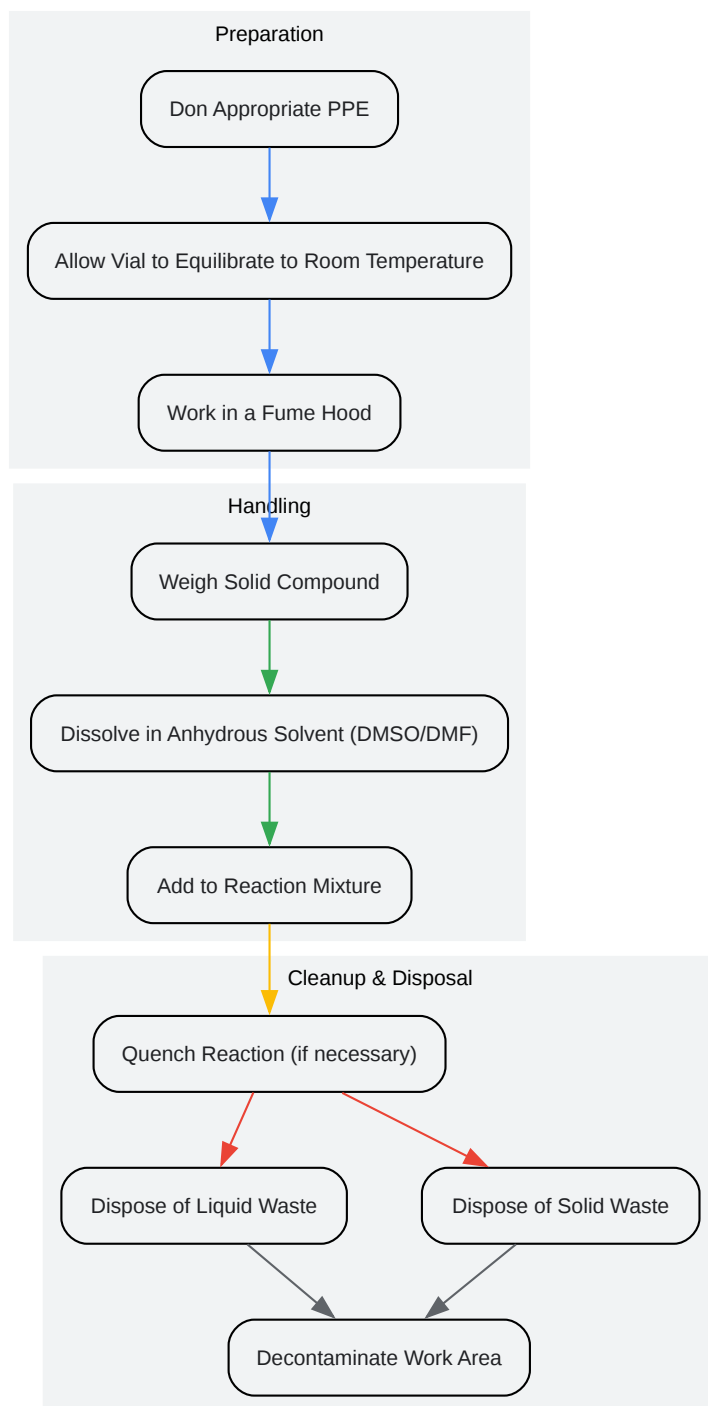 Preparation
Don Appropriate PPE
Allow Vial to Equilibrate to Room Temperature
Work in a Fume Hood
Handling
Weigh Solid Compound
Dissolve in Anhydrous Solvent (DMSO/DMF)
Add to Reaction Mixture
Cleanup & Disposal
Quench Reaction (if necessary)
Dispose of Liquid Waste
Dispose of Solid Waste
Decontaminate Work Area